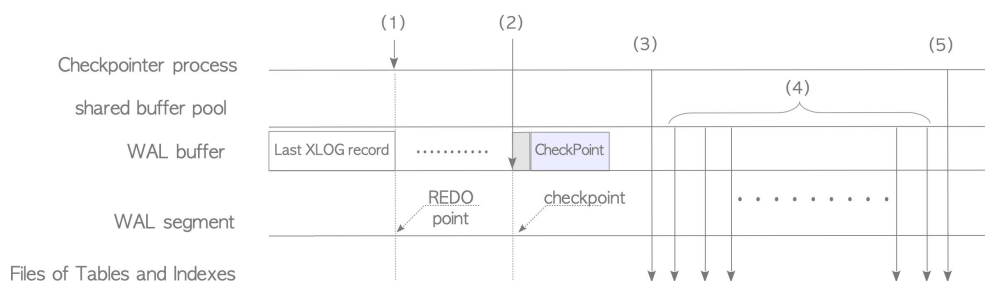 (1)
(2)
(3)
(5)
Checkpointer process
(4)
shared buffer pool
WAL buffer
Last XLOG record
CheckPoint
REDO
point
checkpoint
WAL segment
Files of Tables and Indexes